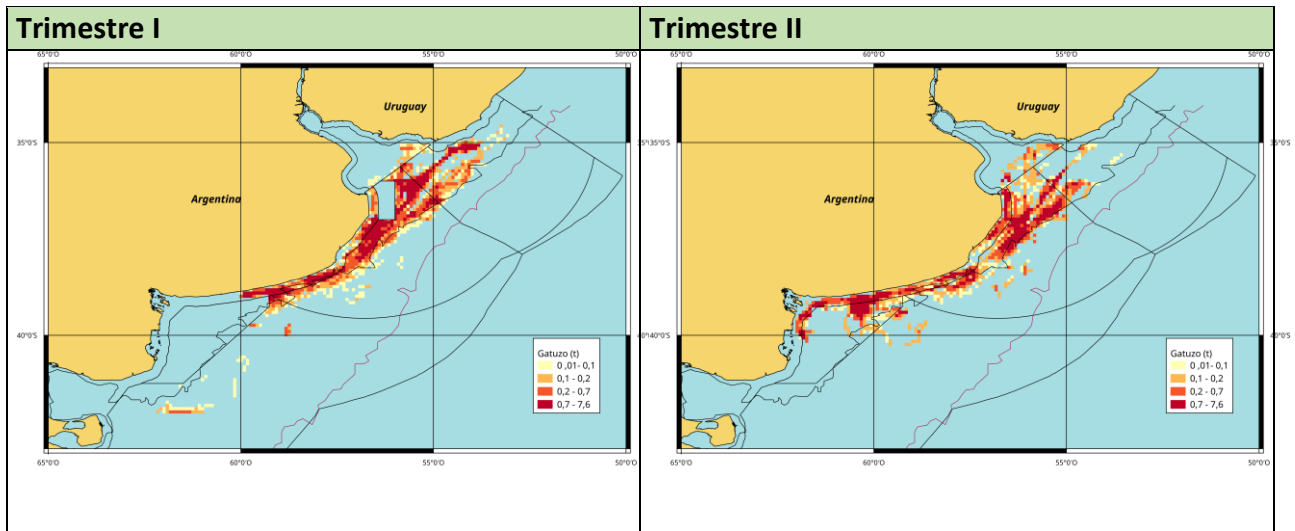 Trimestre I
Trimestre II
65°0'O 60°0'O 55°0'O 50°0'O
65°0'O 60°0'O 55°0'O 50°0'O
Uruguay
Uruguay
35°0'S
35°0'S
Argentina
Argentina
40°0'S
40°0'S
Gatuzo (t)
0 ,01- 0,1
0,1 - 0,2
0,2 - 0,7
0,7 - 7,6
Gatuzo (t)
0 ,01- 0,1
0,1 - 0,2
0,2 - 0,7
0,7 - 7,6
65°0'O 60°0'O 55°0'O 50°0'O
65°0'O 60°0'O 55°0'O 50°0'O